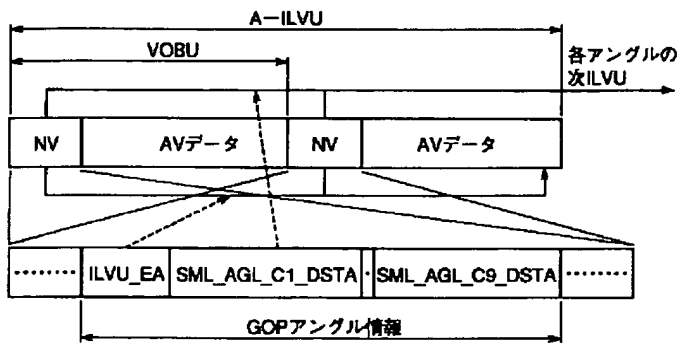 A－ILVU
VOBU
各アングルの
次ILVU
NV
AVデータ
NV
AVデータ
ILVU_EA
SML_AGL_C1_DSTA
SML_AGL_C9_DSTA
GOPアングル情報